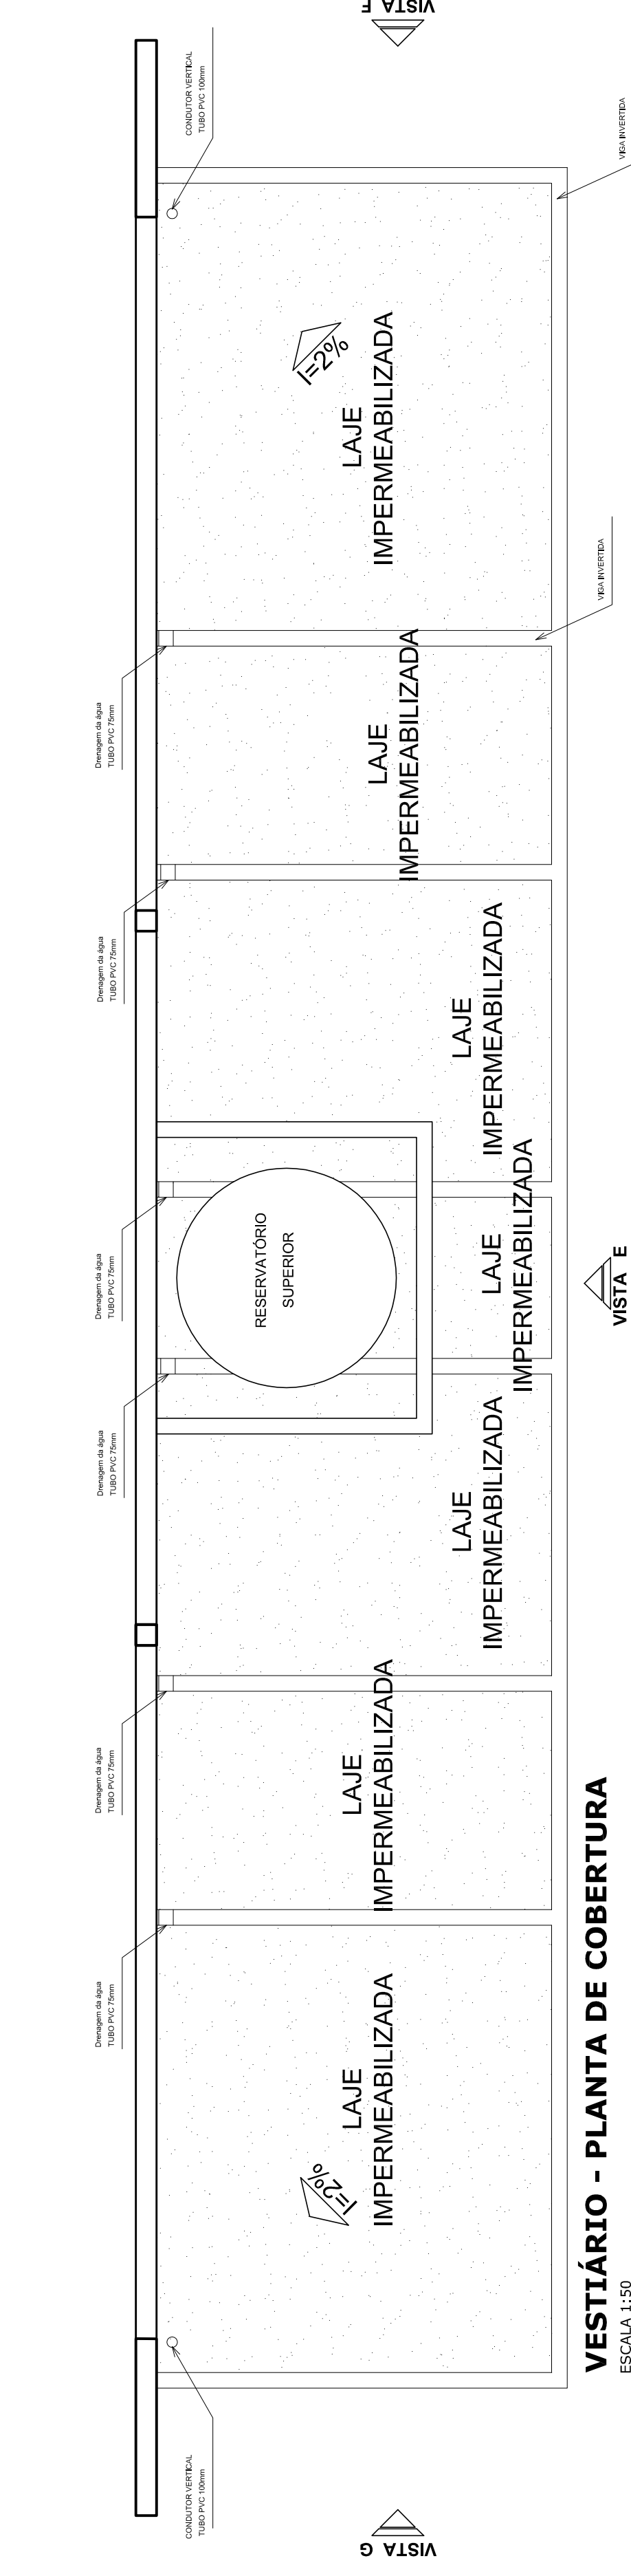 VISTA F
CONDUTOR VERTICAL
TUBO PVC 100mm
VIGA INVERTIDA
I=2%
LAJE
IMPERMEABILIZADA
VIGA INVERTIDA
Drenagem da água
TUBO PVC 75mm
LAJE
IMPERMEABILIZADA
Drenagem da água
TUBO PVC 75mm
LAJE
IMPERMEABILIZADA
Drenagem da água
TUBO PVC 75mm
RESERVATÓRIO
SUPERIOR
LAJE
IMPERMEABILIZADA
VISTA E
Drenagem da água
TUBO PVC 75mm
LAJE
IMPERMEABILIZADA
Drenagem da água
TUBO PVC 75mm
LAJE
IMPERMEABILIZADA
Drenagem da água
TUBO PVC 75mm
LAJE
IMPERMEABILIZADA
I=2%
CONDUTOR VERTICAL
TUBO PVC 100mm
VISTA G
VESTIÁRIO - PLANTA DE COBERTURA
ESCALA 1:50